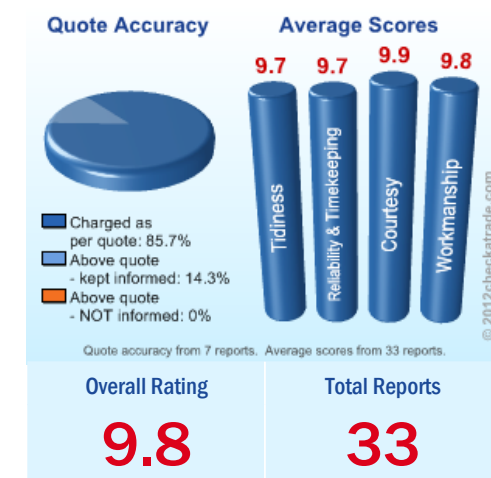 Quote Accuracy
Average Scores
9.7
9.7
9.9
9.8
Tidiness
Reliability & Timekeeping
Courtesy
Workmanship
Charged as
per quote: 85.7%
Above quote
- kept informed: 14.3%
Above quote
- NOT informed: 0%
© 2012checkatrade.com
Quote accuracy from 7 reports. Average scores from 33 reports.
Overall Rating
Total Reports
9.8
33